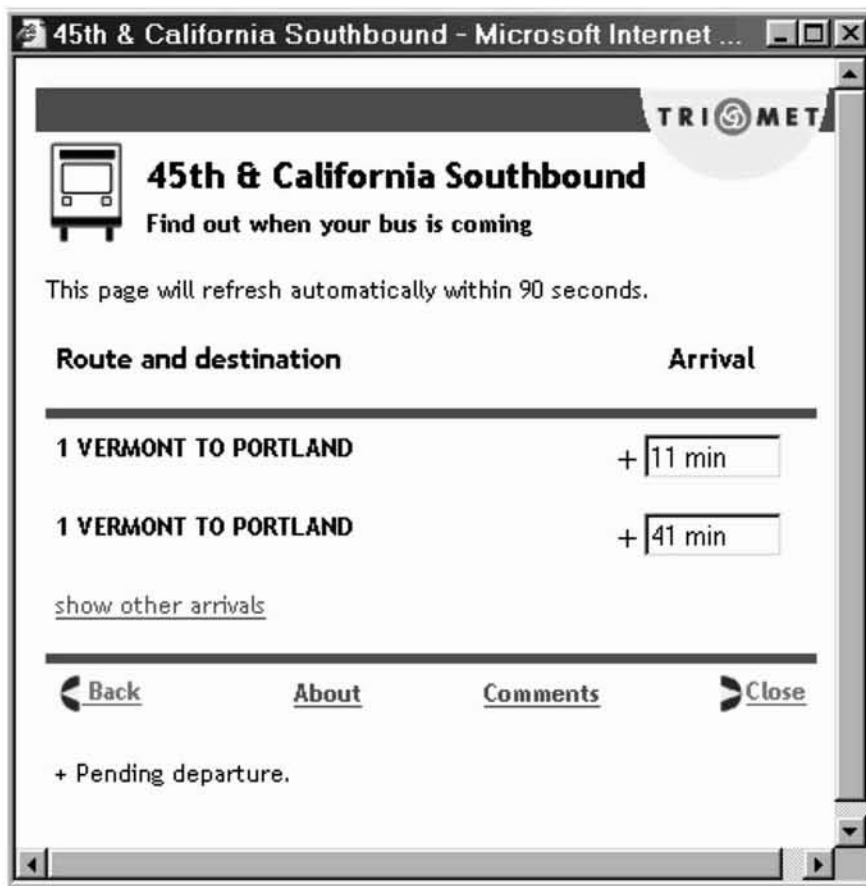 45th & California Southbound - Microsoft Internet ...
TRI MET
45th & California Southbound
Find out when your bus is coming
This page will refresh automatically within 90 seconds.
Route and destination Arrival
1 VERMONT TO PORTLAND + 11 min
1 VERMONT TO PORTLAND + 41 min
show other arrivals
Back About Comments Close
+ Pending departure.